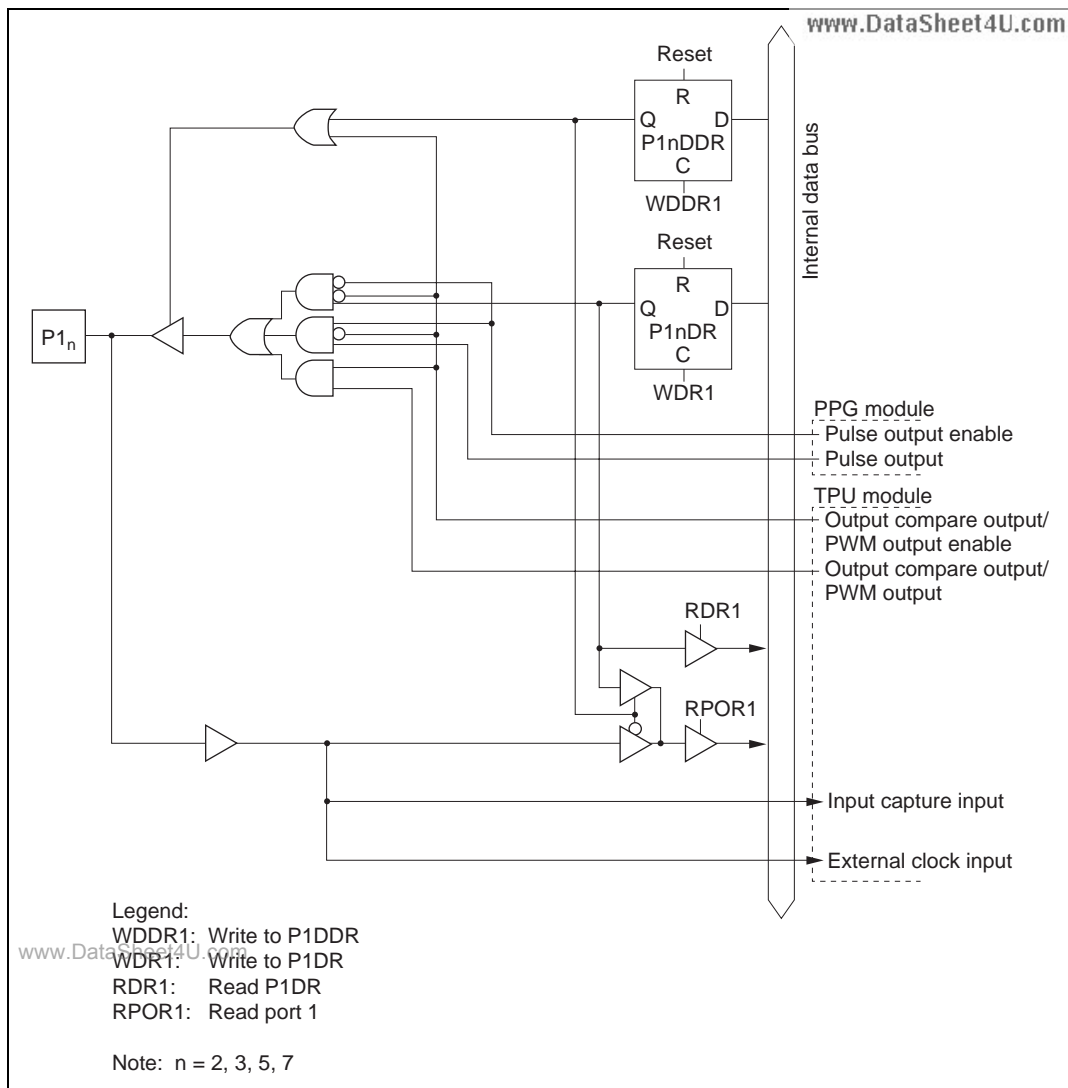 www.DataSheet4U.com
Reset
R
Q D
P1nDDR
C
WDDR1
Internal data bus
Reset
R
Q D
P1nDR
C
WDR1
P1n
PPG module
Pulse output enable
Pulse output
TPU module
Output compare output/
PWM output enable
Output compare output/
PWM output
RDR1
RPOR1
Input capture input
External clock input
Legend:
WDDR1: Write to P1DDR
www.DataSheet4U.com
WDR1: Write to P1DR
RDR1: Read P1DR
RPOR1: Read port 1
Note: n = 2, 3, 5, 7